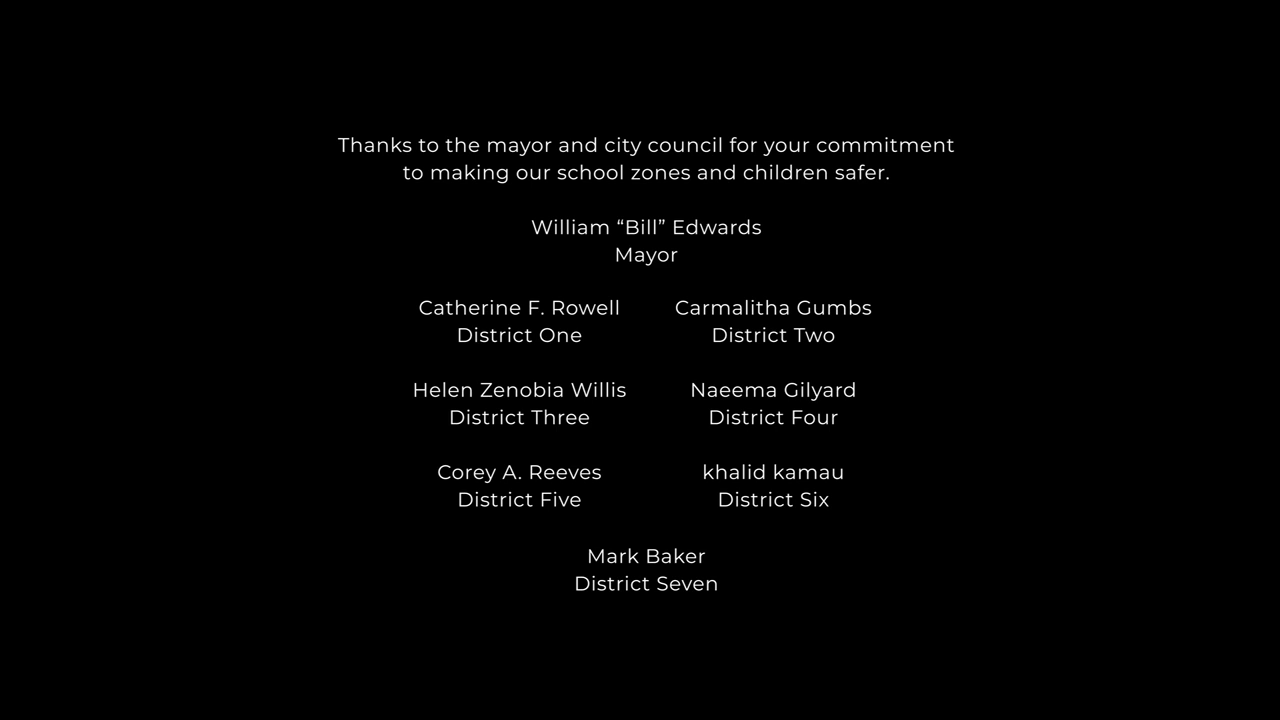 Thanks to the mayor and city council for your commitment
to making our school zones and children safer.
William “Bill” Edwards
Mayor
Catherine F. Rowell
District One
Carmalitha Gumbs
District Two
Helen Zenobia Willis
District Three
Naeema Gilyard
District Four
Corey A. Reeves
District Five
khalid kamau
District Six
Mark Baker
District Seven